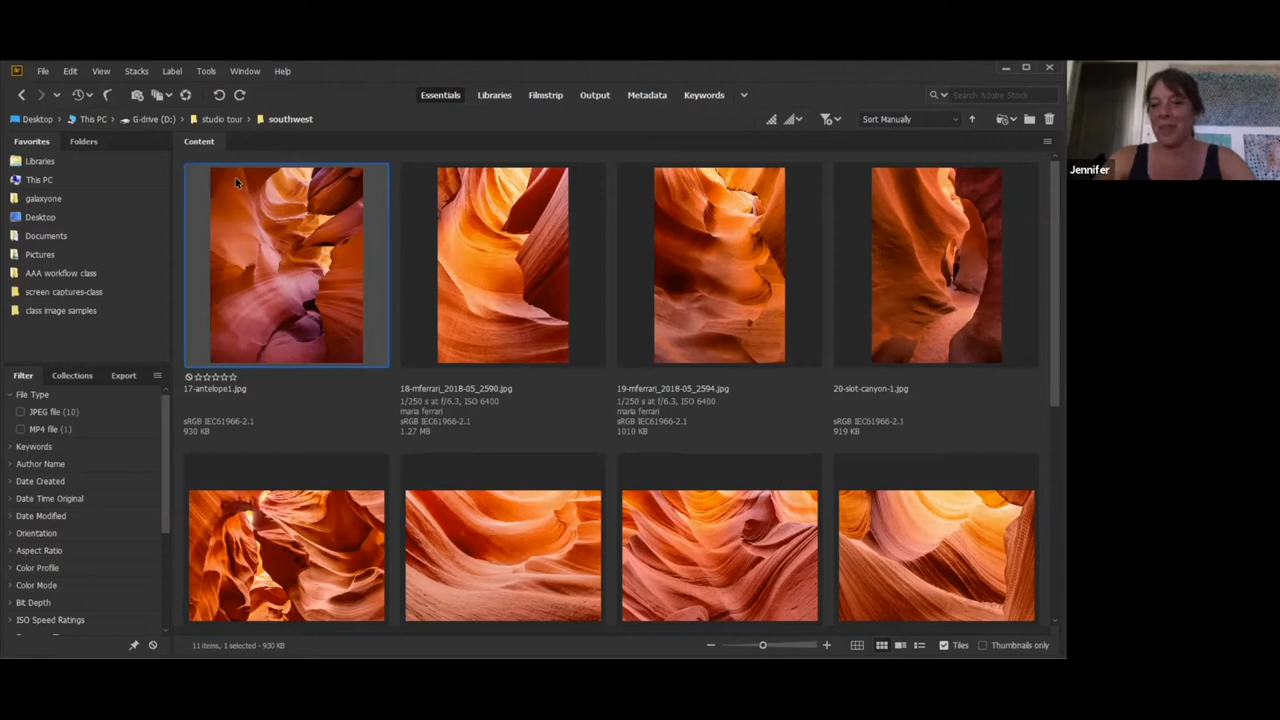 Br File Edit View Stacks Label Tools Window Help
Essentials Libraries Filmstrip Output Metadata Keywords Search Adobe Stock
Desktop This PC G-drive (D:) studio tour southwest Sort Manually
Favorites Folders Content
Libraries
This PC
galaxyone
Desktop
Documents
Pictures
AAA workflow class
screen captures-class
class image samples
Filter Collections Export
File Type
JPEG file (10)
MP4 file (1)
Keywords
Author Name
Date Created
Date Time Original
Date Modified
Orientation
Aspect Ratio
Color Profile
Color Mode
Bit Depth
ISO Speed Ratings
17-antelope1.jpg
sRGB IEC61966-2.1
930 KB
18-mferrari_2018-05_2590.jpg
1/250 s at f/6.3, ISO 6400
maria ferrari
sRGB IEC61966-2.1
1.27 MB
19-mferrari_2018-05_2594.jpg
1/250 s at f/6.3, ISO 6400
maria ferrari
sRGB IEC61966-2.1
1010 KB
20-slot-canyon-1.jpg
sRGB IEC61966-2.1
919 KB
11 items, 1 selected - 930 KB Tiles Thumbnails only
Jennifer